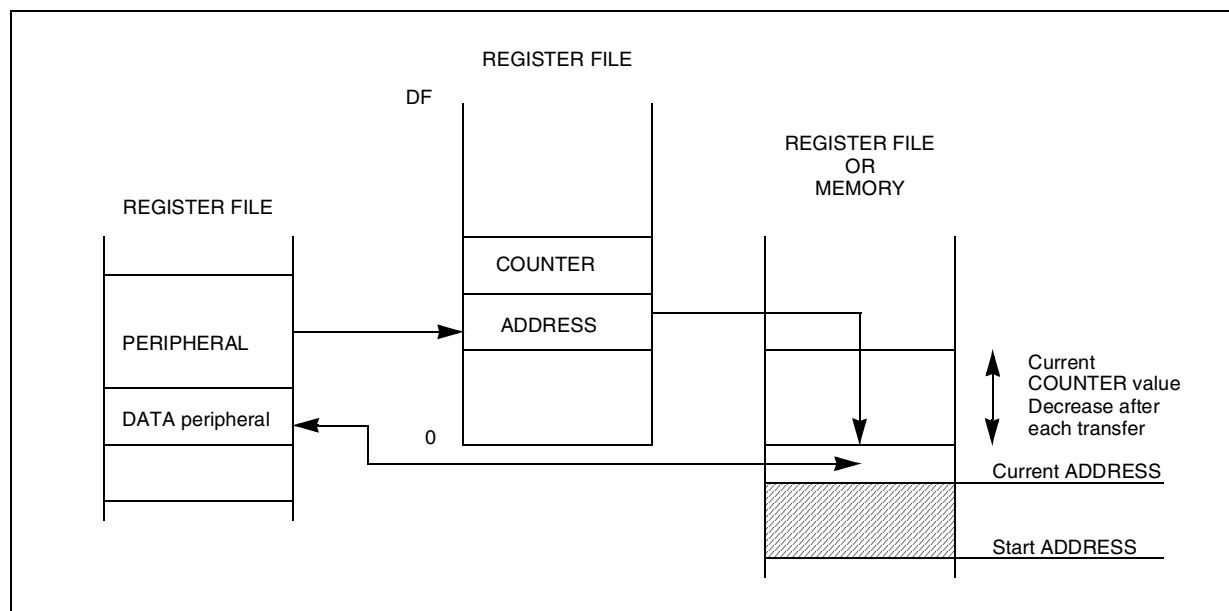 REGISTER FILE
DF
REGISTER FILE
OR
MEMORY
REGISTER FILE
COUNTER
ADDRESS
PERIPHERAL
DATA peripheral
0
Current
COUNTER value
Decrease after
each transfer
Current ADDRESS
Start ADDRESS